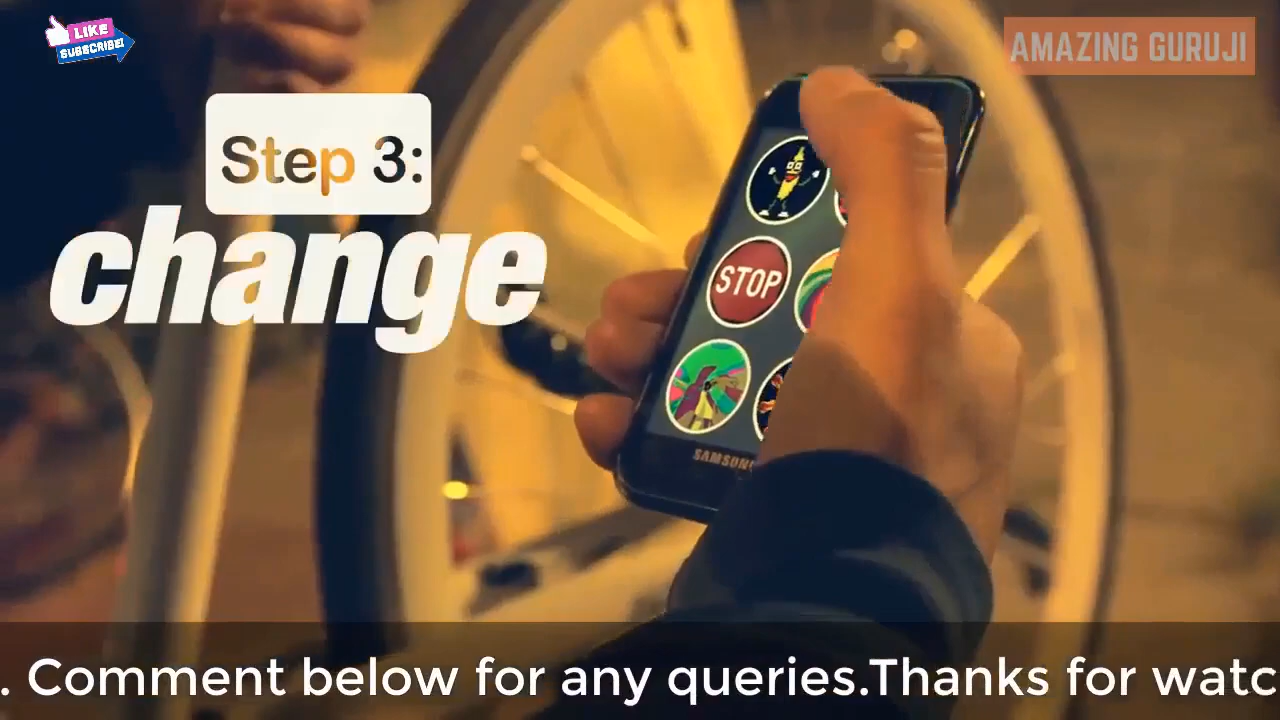 LIKE
SUBSCRIBE!
AMAZING GURUJI
Step 3:
change
STOP
SAMSUNG
. Comment below for any queries.Thanks for watc